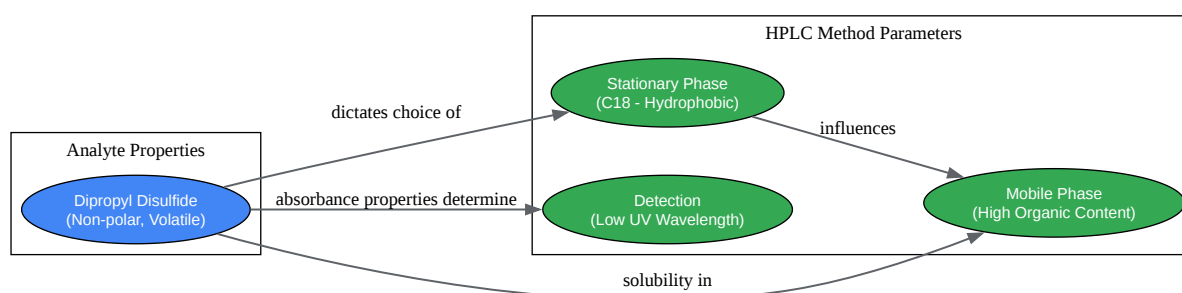 HPLC Method Parameters
Stationary Phase
(C18 - Hydrophobic)
dictates choice of
influences
Analyte Properties
Dipropyl Disulfide
(Non-polar, Volatile)
absorbance properties determine
Detection
(Low UV Wavelength)
Mobile Phase
(High Organic Content)
solubility in